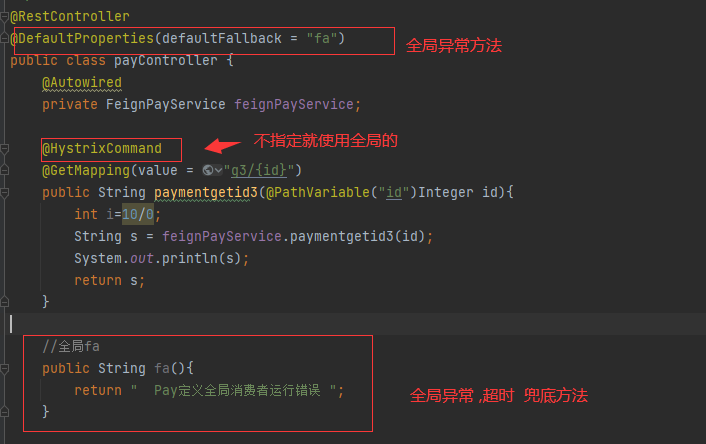 @RestController
@DefaultProperties(defaultFallback = "fa")
全局异常方法
public class payController {
@Autowired
private FeignPayService feignPayService;
@HystrixCommand
不指定就使用全局的
@GetMapping(value = "g3/{id}")
public String paymentgetid3(@PathVariable("id")Integer id){
int i=10/0;
String s = feignPayService.paymentgetid3(id);
System.out.println(s);
return s;
}
//全局fa
public String fa(){
return "  Pay定义全局消费者运行错误 ";
全局异常 ,超时  兜底方法
}